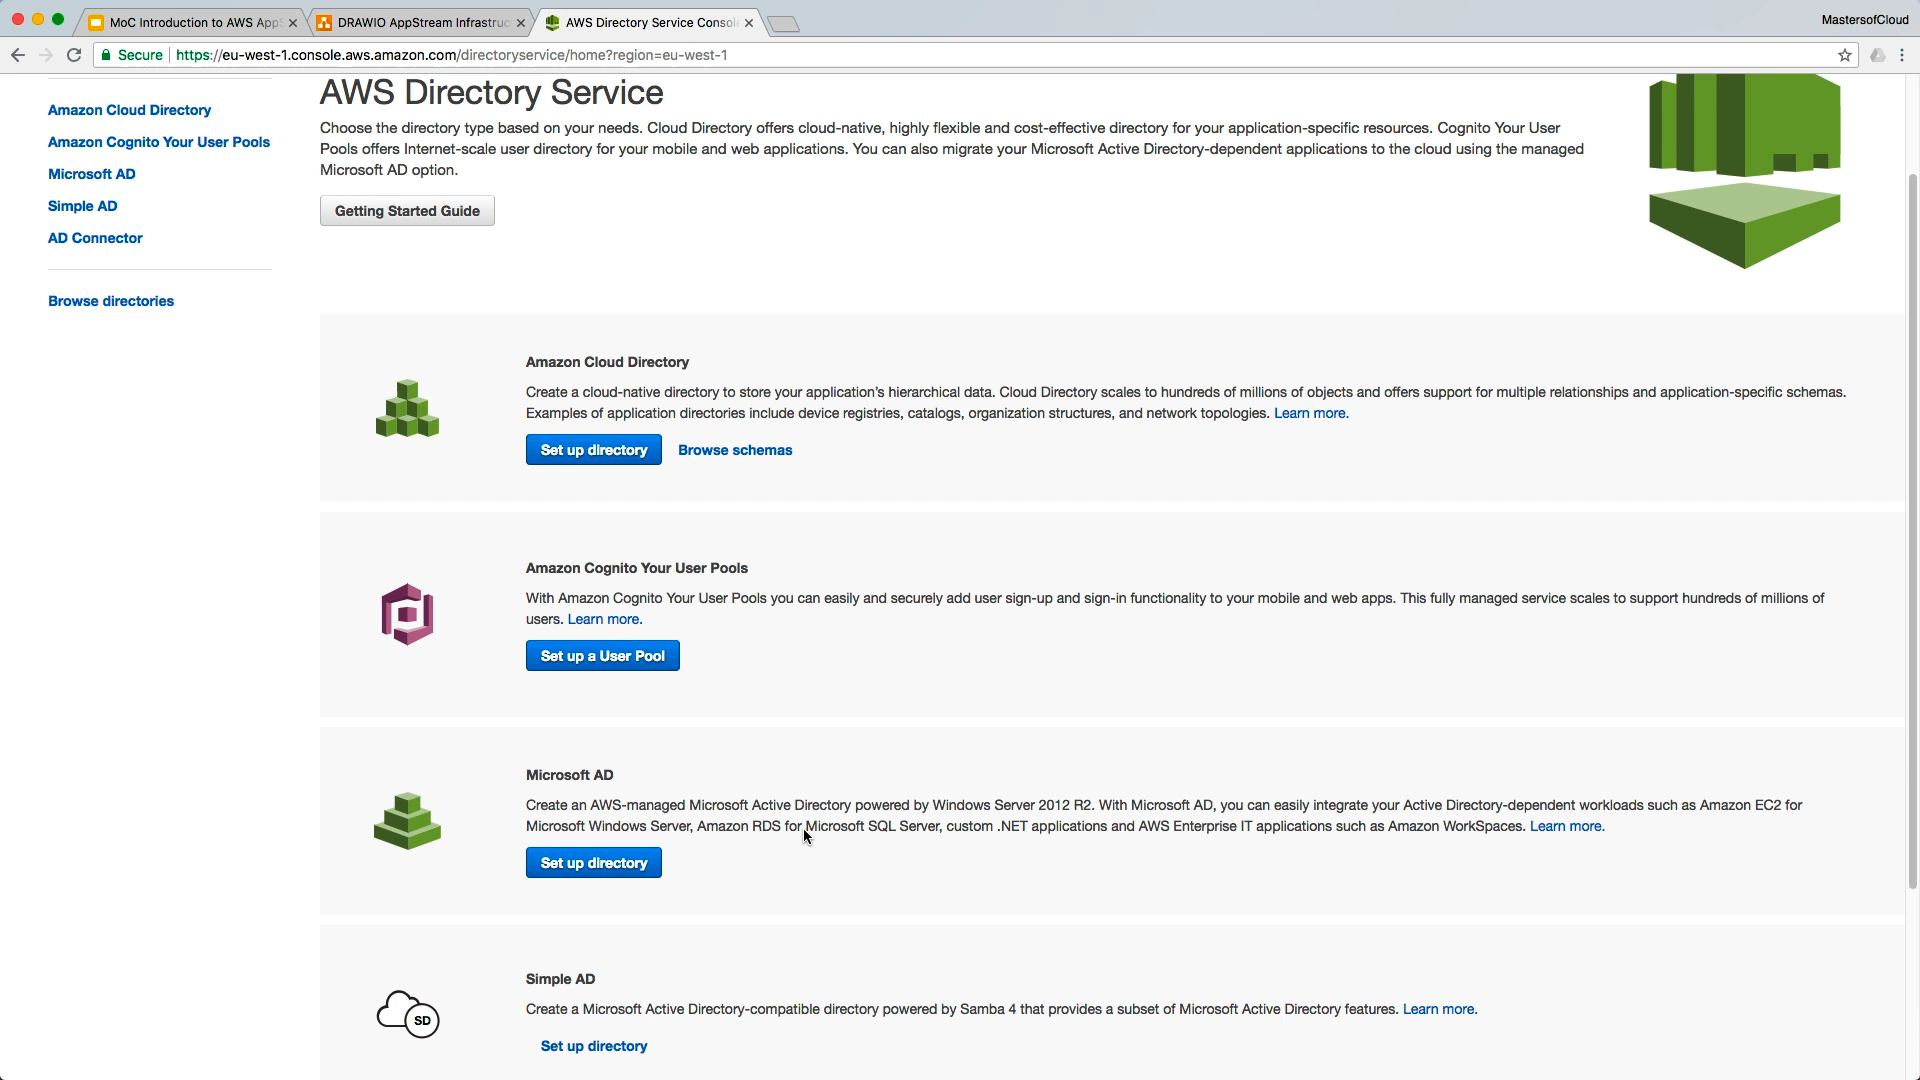 MoC Introduction to AWS App
DRAWIO AppStream Infrastruc
AWS Directory Service Consol
MastersofCloud
Secure https://eu-west-1.console.aws.amazon.com/directoryservice/home?region=eu-west-1
Amazon Cloud Directory
Amazon Cognito Your User Pools
Microsoft AD
Simple AD
AD Connector
Browse directories
AWS Directory Service
Choose the directory type based on your needs. Cloud Directory offers cloud-native, highly flexible and cost-effective directory for your application-specific resources. Cognito Your User
Pools offers Internet-scale user directory for your mobile and web applications. You can also migrate your Microsoft Active Directory-dependent applications to the cloud using the managed
Microsoft AD option.
Getting Started Guide
Amazon Cloud Directory
Create a cloud-native directory to store your application's hierarchical data. Cloud Directory scales to hundreds of millions of objects and offers support for multiple relationships and application-specific schemas.
Examples of application directories include device registries, catalogs, organization structures, and network topologies. Learn more.
Set up directory Browse schemas
Amazon Cognito Your User Pools
With Amazon Cognito Your User Pools you can easily and securely add user sign-up and sign-in functionality to your mobile and web apps. This fully managed service scales to support hundreds of millions of
users. Learn more.
Set up a User Pool
Microsoft AD
Create an AWS-managed Microsoft Active Directory powered by Windows Server 2012 R2. With Microsoft AD, you can easily integrate your Active Directory-dependent workloads such as Amazon EC2 for
Microsoft Windows Server, Amazon RDS for Microsoft SQL Server, custom .NET applications and AWS Enterprise IT applications such as Amazon WorkSpaces. Learn more.
Set up directory
Simple AD
SD
Create a Microsoft Active Directory-compatible directory powered by Samba 4 that provides a subset of Microsoft Active Directory features. Learn more.
Set up directory